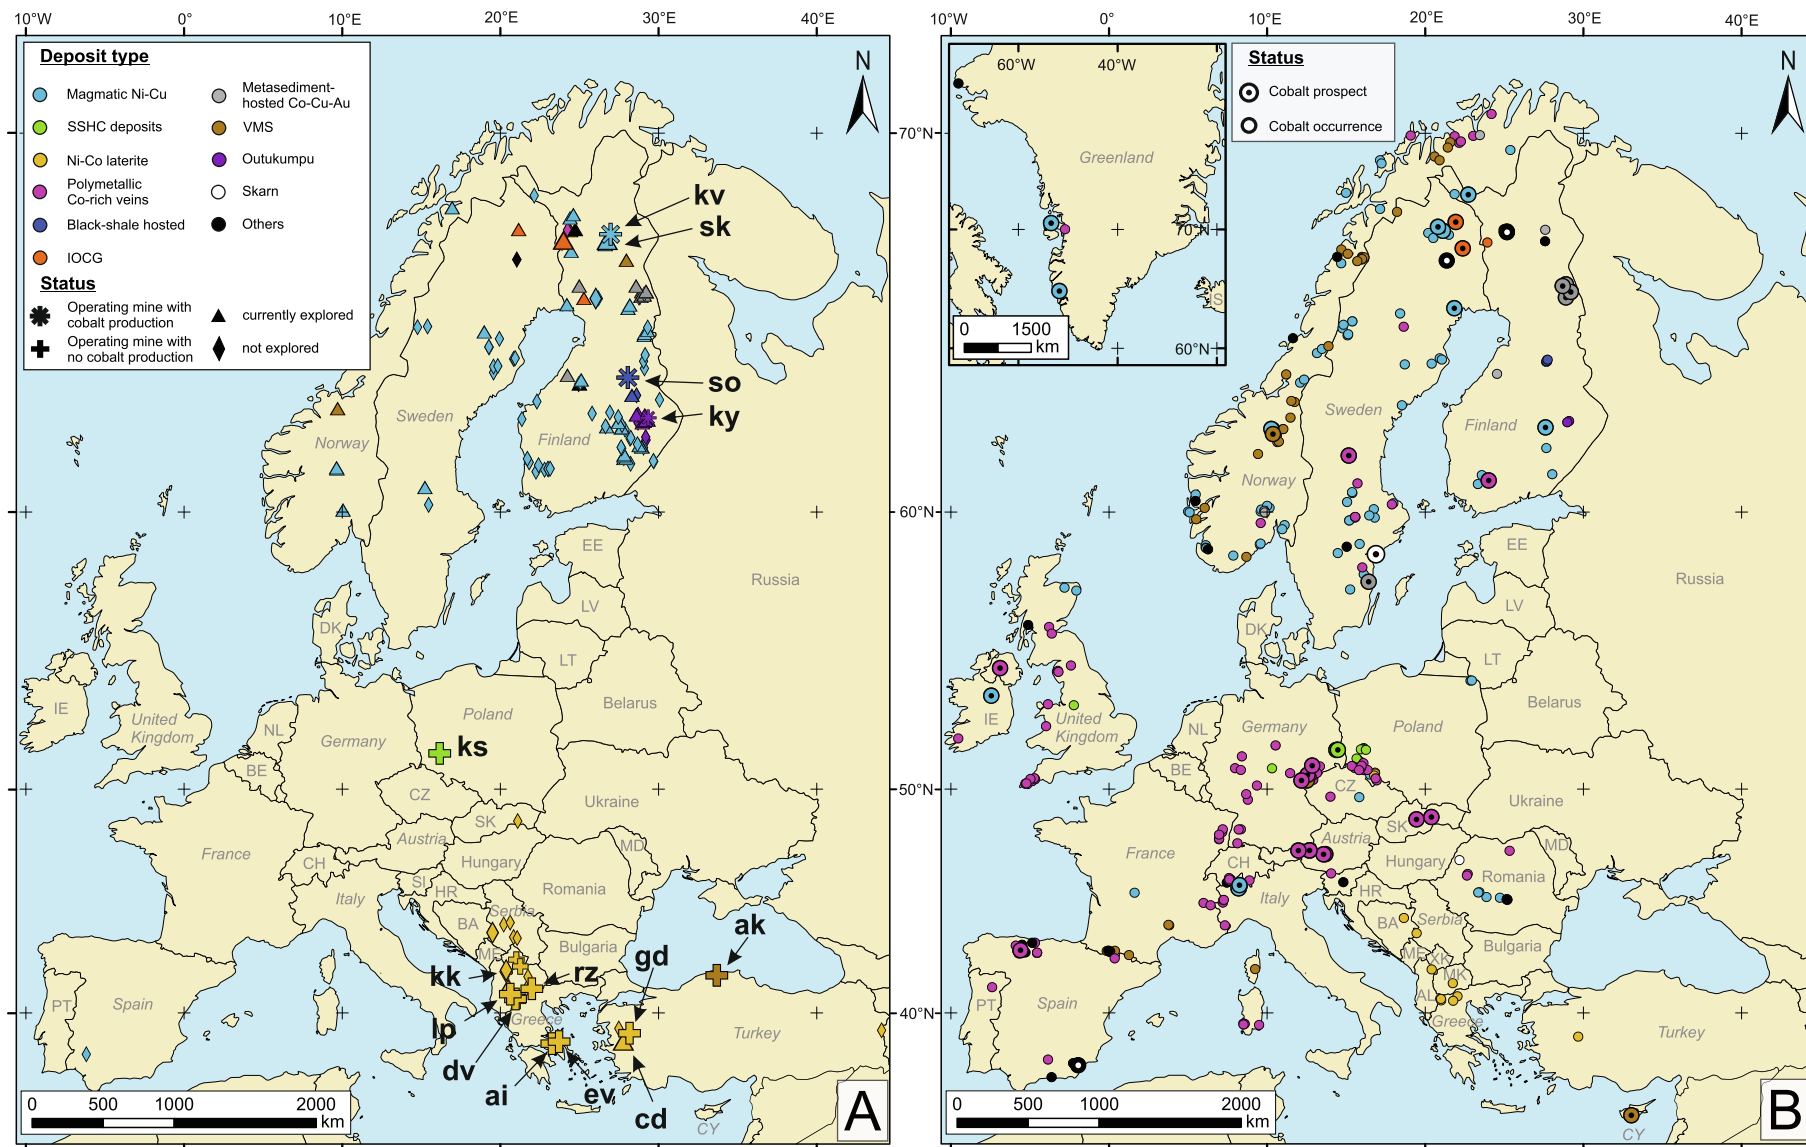 10°W 0° 10°E 20°E 30°E 40°E
10°W 0° 10°E 20°E 30°E 40°E
Deposit type
Magmatic Ni-Cu
SSHC deposits
Ni-Co laterite
Polymetallic
Co-rich veins
Black-shale hosted
IOCG
Metasediment-
hosted Co-Cu-Au
VMS
Outukumpu
Skarn
Others
Status
Operating mine with
cobalt production
Operating mine with
no cobalt production
currently explored
not explored
N
kv
sk
so
ky
Sweden
Norway
Finland
EE
Russia
LV
DK
LT
IE
United
Kingdom
NL
Poland
Belarus
Germany
ks
BE
CZ
Ukraine
SK
Austria
France
CH
Hungary
MD
SI
HR
Italy
Romania
BA
Serbia
ak
ME
Bulgaria
gd
kk
rz
PT
Spain
lp
Greece
Turkey
dv
ai
ev
cd
CY
0 500 1000 2000
km
A
70°N
60°N
50°N
40°N
60°W 40°W
Greenland
70°N
IS
60°N
0 1500
km
Status
Cobalt prospect
Cobalt occurrence
N
Sweden
Finland
Norway
EE
Russia
LV
DK
LT
IE
United
Kingdom
NL
Germany
Poland
Belarus
BE
CZ
Ukraine
SK
Austria
France
CH
Hungary
MD
Romania
Italy
HR
BA
Serbia
ME
XK
Bulgaria
MK
AL
PT
Spain
Greece
Turkey
CY
0 500 1000 2000
km
B